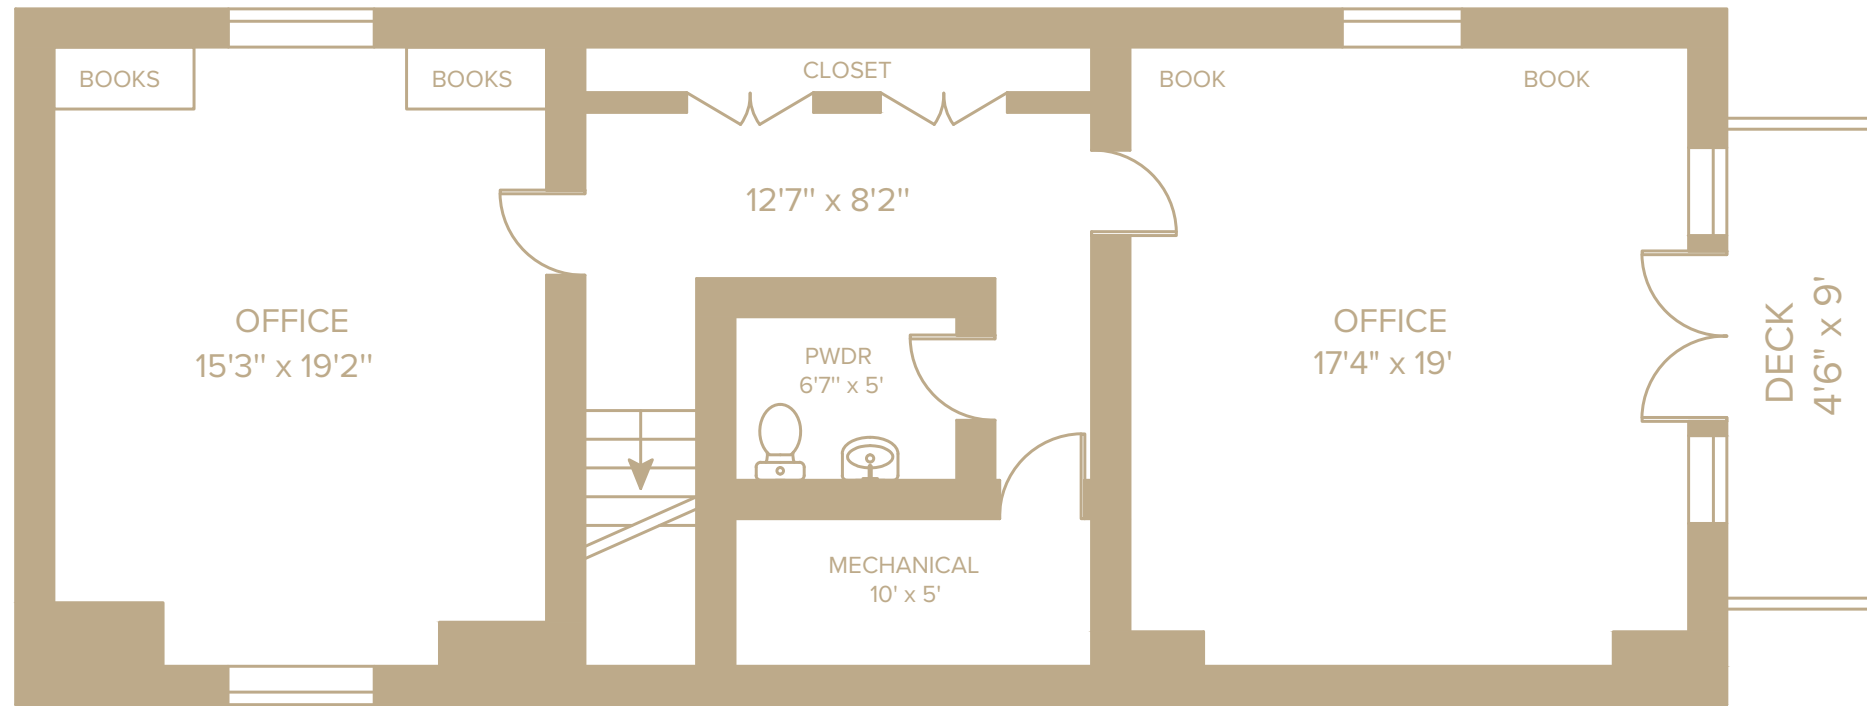 BOOKS
BOOKS
CLOSET
BOOK
BOOK
12'7" x 8'2"
OFFICE
15'3" x 19'2"
PWDR
6'7" x 5'
OFFICE
17'4" x 19'
DECK
4'6" x 9'
MECHANICAL
10' x 5'